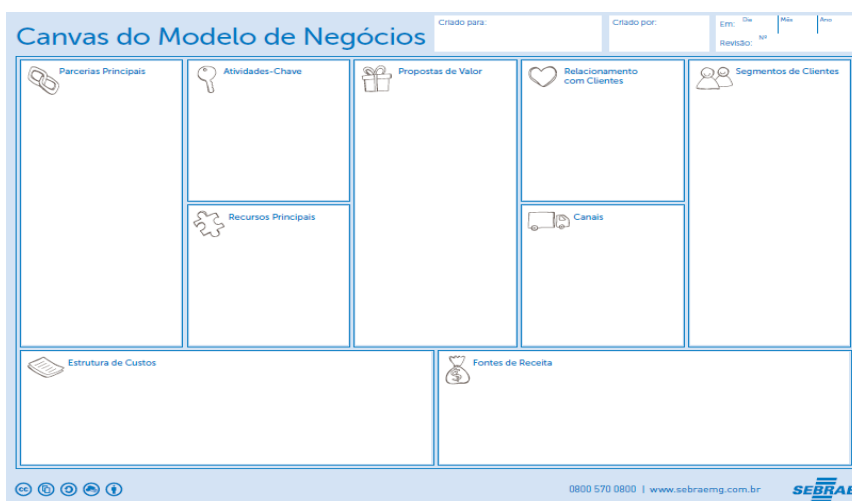 Canvas do Modelo de Negócios
Criado para:
Criado por:
Em: Dia Mês Ano
Revisão: Nº
Parcerias Principais
Atividades-Chave
Propostas de Valor
Relacionamento
com Clientes
Segmentos de Clientes
Recursos Principais
Canais
Estrutura de Custos
Fontes de Receita
$
cc
0800 570 0800 | www.sebraemg.com.br
SEBRAE